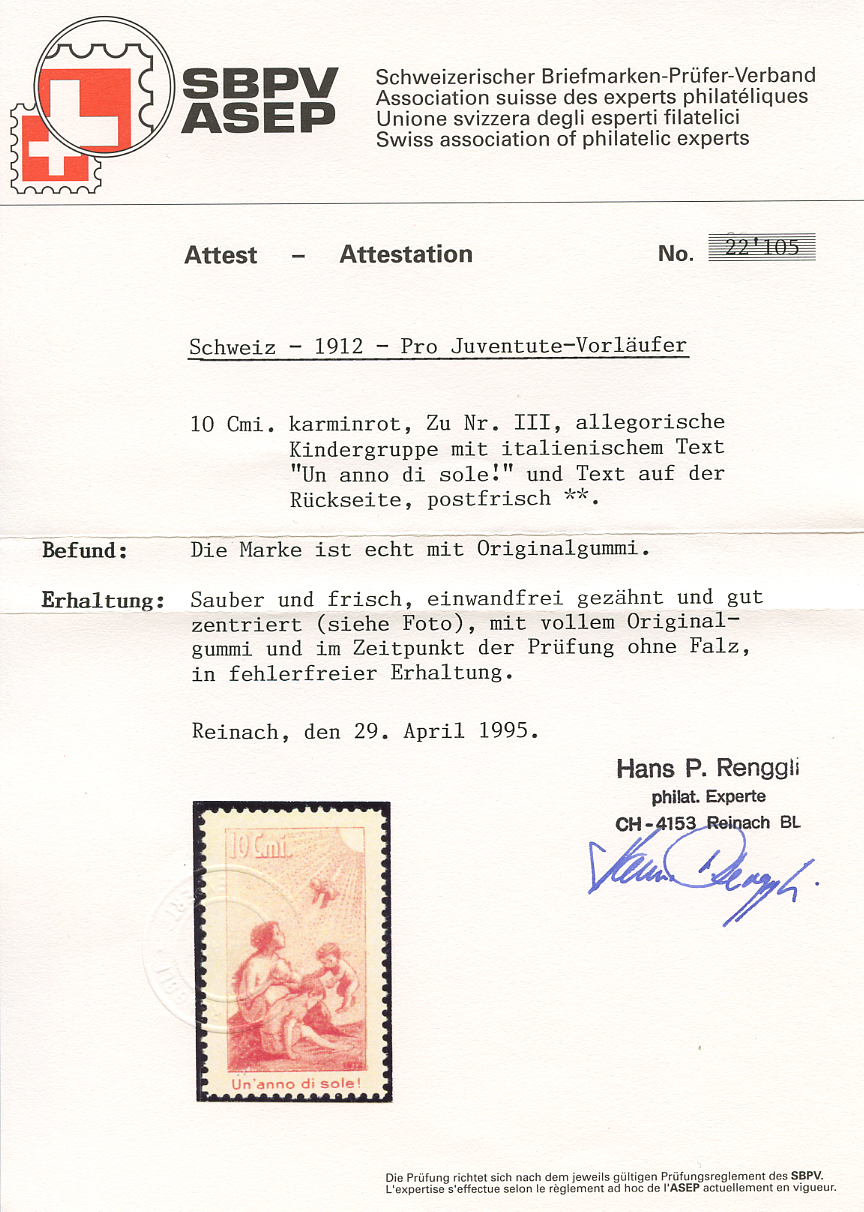 SBPV
ASEP
Schweizerischer Briefmarken-Prüfer-Verband
Association suisse des experts philatéliques
Unione svizzera degli esperti filatelici
Swiss association of philatelic experts
Attest – Attestation No. 22'105
Schweiz - 1912 - Pro Juventute-Vorläufer
10 Cmi. karminrot, Zu Nr. III, allegorische
Kindergruppe mit italienischem Text
"Un anno di sole!" und Text auf der
Rückseite, postfrisch **.
Befund: Die Marke ist echt mit Originalgummi.
Erhaltung: Sauber und frisch, einwandfrei gezähnt und gut
zentriert (siehe Foto), mit vollem Original-
gummi und im Zeitpunkt der Prüfung ohne Falz,
in fehlerfreier Erhaltung.
Reinach, den 29. April 1995.
Hans P. Renggli
philat. Experte
CH-4153 Reinach BL
10 Cmi.
1912
Un'anno di sole!
Die Prüfung richtet sich nach dem jeweils gültigen Prüfungsreglement des SBPV.
L'expertise s'effectue selon le règlement ad hoc de l'ASEP actuellement en vigueur.